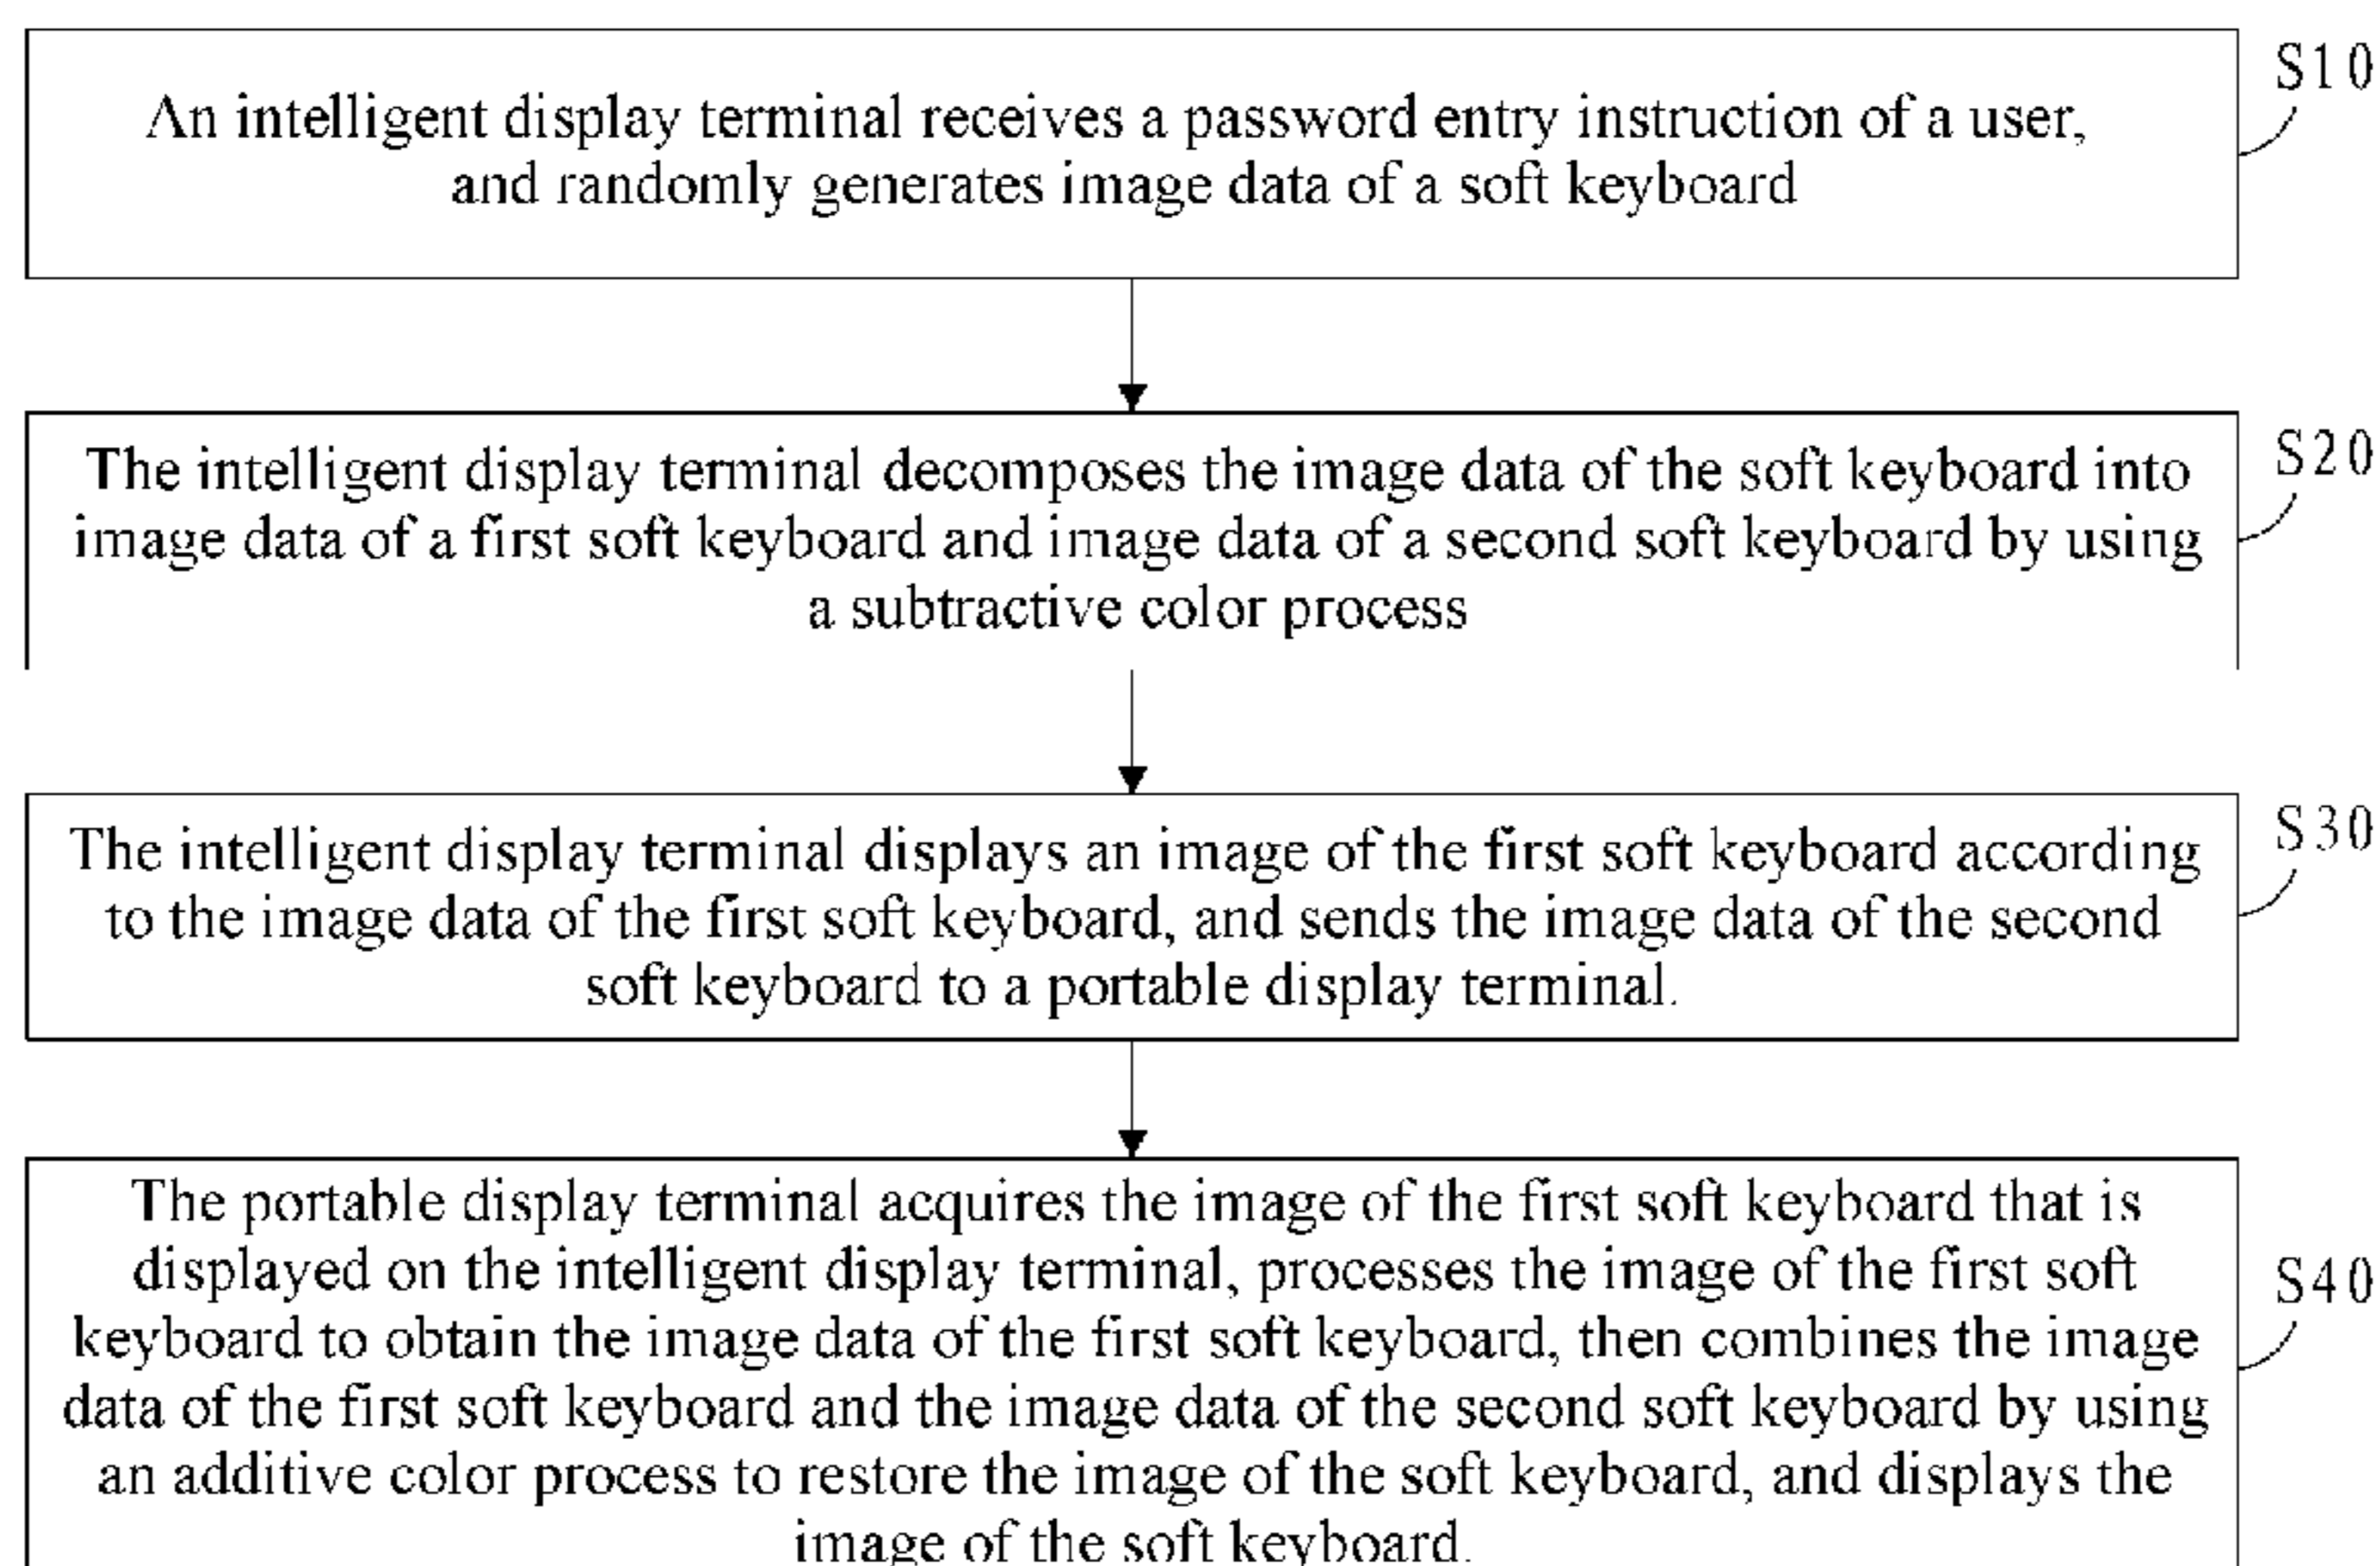 S10
An intelligent display terminal receives a password entry instruction of a user,
and randomly generates image data of a soft keyboard
S20
The intelligent display terminal decomposes the image data of the soft keyboard into
image data of a first soft keyboard and image data of a second soft keyboard by using
a subtractive color process
S30
The intelligent display terminal displays an image of the first soft keyboard according
to the image data of the first soft keyboard, and sends the image data of the second
soft keyboard to a portable display terminal.
The portable display terminal acquires the image of the first soft keyboard that is
displayed on the intelligent display terminal, processes the image of the first soft
S40
keyboard to obtain the image data of the first soft keyboard, then combines the image
data of the first soft keyboard and the image data of the second soft keyboard by using
an additive color process to restore the image of the soft keyboard, and displays the
image of the soft keyboard.